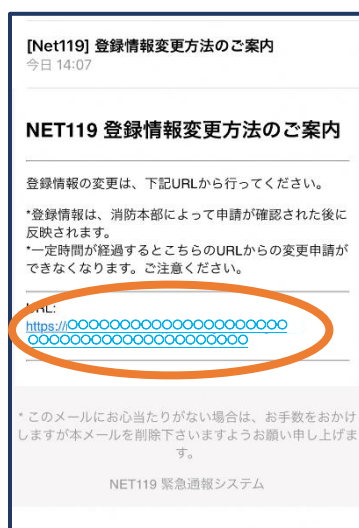 [Net119] 登録情報変更方法のご案内
今日 14:07
NET119 登録情報変更方法のご案内
登録情報の変更は、下記URLから行ってください。
*登録情報は、消防本部によって申請が確認された後に
反映されます。
*一定時間が経過するとこちらのURLからの変更申請が
できなくなります。ご注意ください。
URL:
https://○○○○○○○○○○○○○○○○○○○○○
○○○○○○○○○○○○○○○○○○○○○
* このメールにお心当たりがない場合は、お手数をおかけ
しますが本メールを削除下さいますようお願い申し上げま
す。
NET119 緊急通報システム